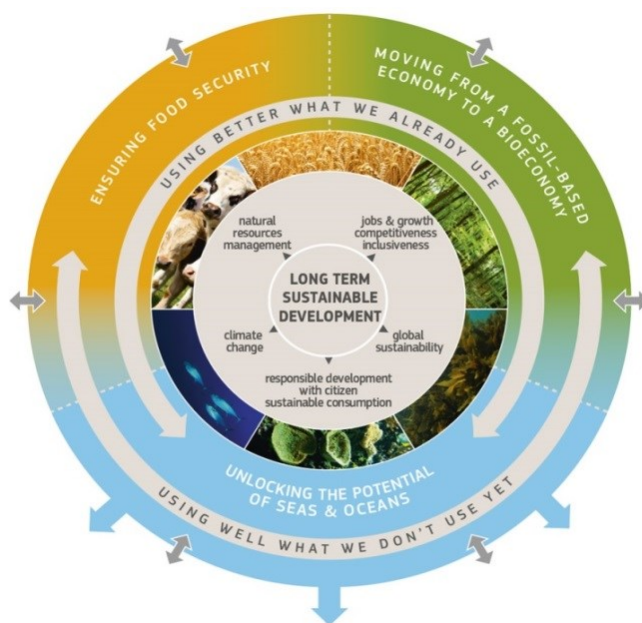 ENSURING FOOD SECURITY
MOVING FROM A FOSSIL-BASED
ECONOMY TO A BIOECONOMY
USING BETTER WHAT WE ALREADY USE
natural
resources
management
jobs & growth
competitiveness
inclusiveness
LONG TERM
SUSTAINABLE
DEVELOPMENT
climate
change
global
sustainability
responsible development
with citizen
sustainable consumption
UNLOCKING THE POTENTIAL
OF SEAS & OCEANS
USING WELL WHAT WE DON'T USE YET